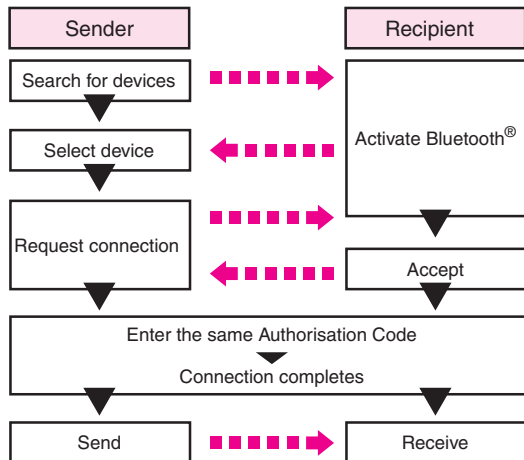 Sender
Recipient
Search for devices
Activate Bluetooth®
Select device
Request connection
Accept
Enter the same Authorisation Code
Connection completes
Send
Receive